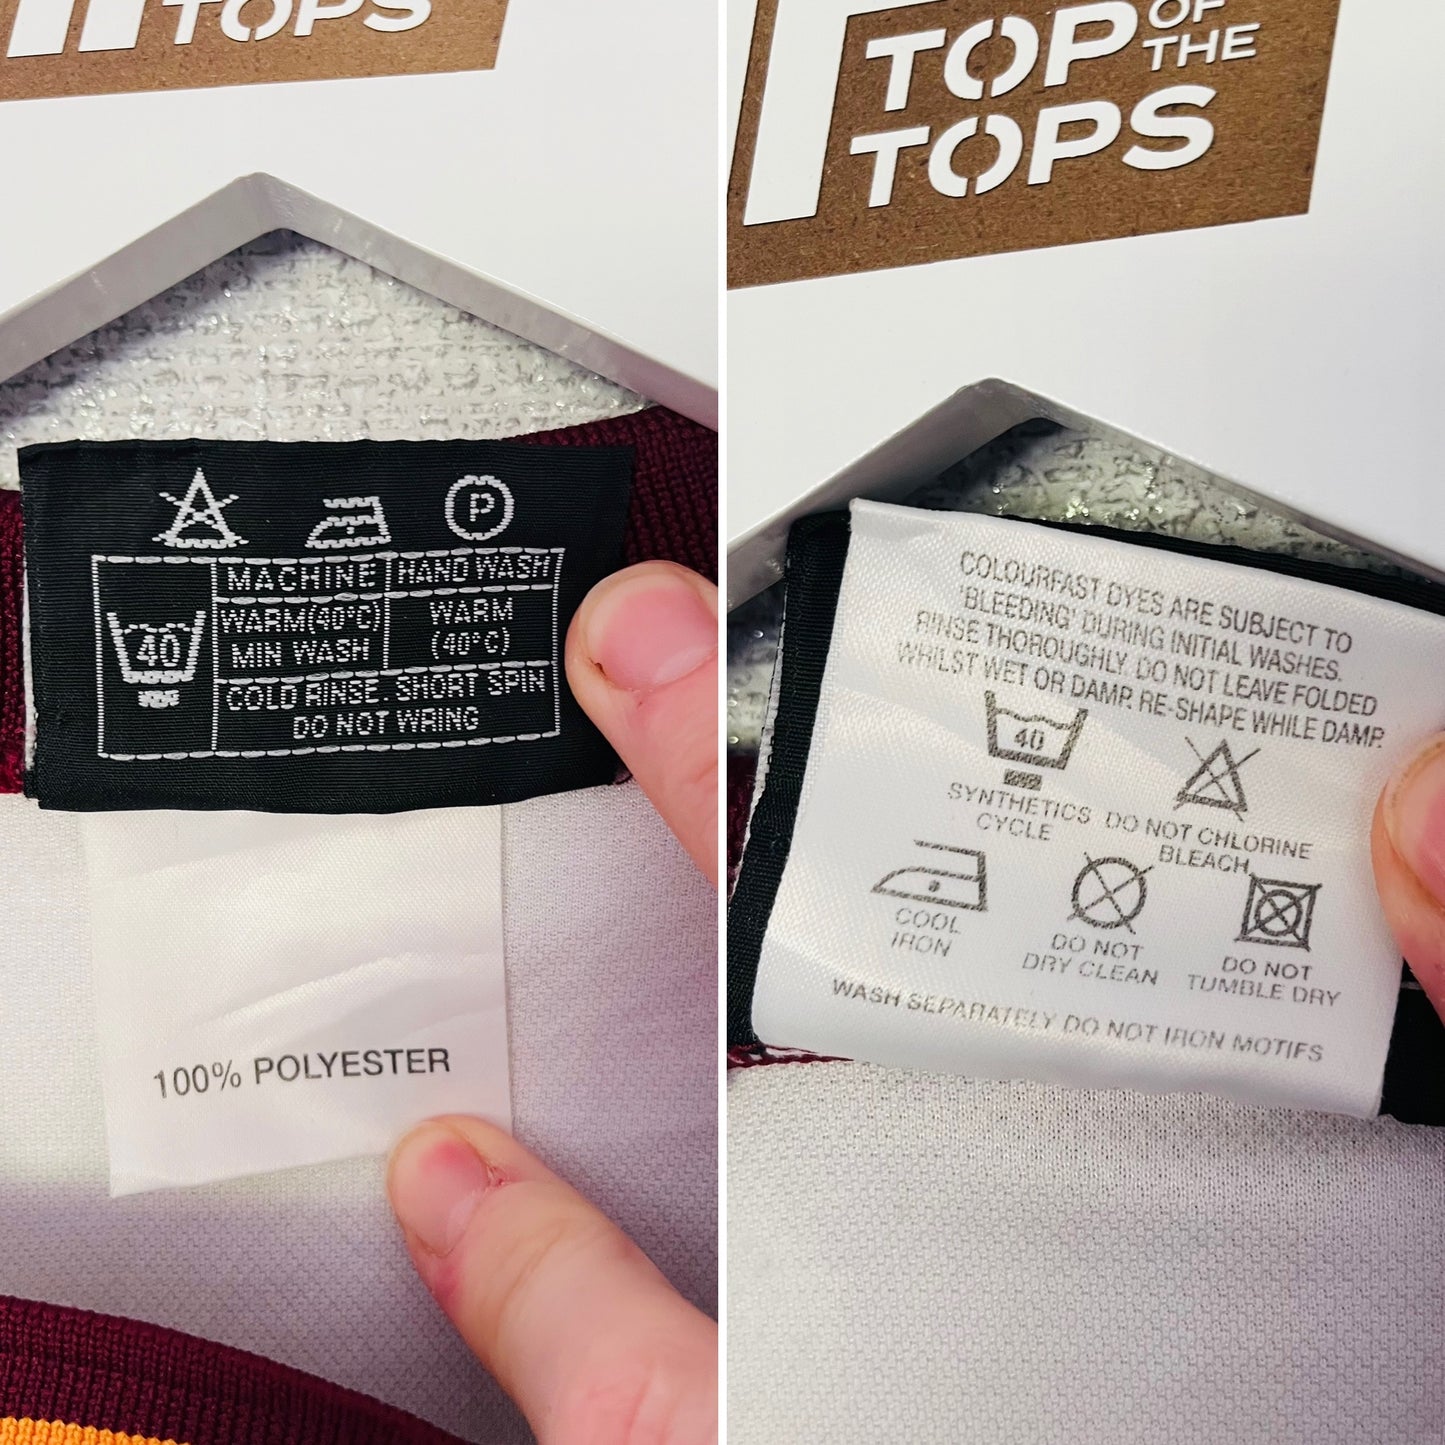 TOPS
P
MACHINE HAND WASH
40
WARM(40°C) WARM
MIN WASH (40°C)
COLD RINSE. SHORT SPIN
DO NOT WRING
100% POLYESTER
TOP OF
THE
TOPS
COLOURFAST DYES ARE SUBJECT TO
'BLEEDING' DURING INITIAL WASHES.
RINSE THOROUGHLY. DO NOT LEAVE FOLDED
WHILST WET OR DAMP. RE-SHAPE WHILE DAMP.
40
SYNTHETICS
CYCLE
DO NOT CHLORINE
BLEACH
COOL
IRON
DO NOT
DRY CLEAN
DO NOT
TUMBLE DRY
WASH SEPARATELY DO NOT IRON MOTIFS